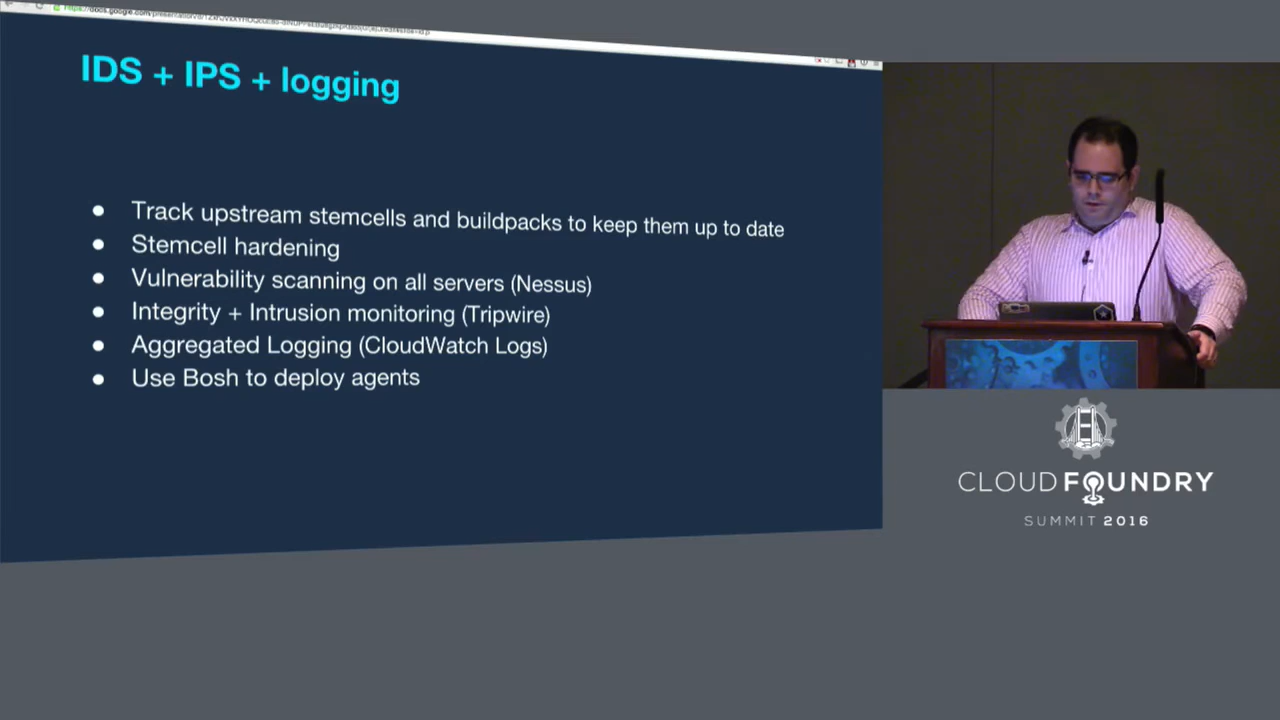 IDS + IPS + logging
Track upstream stemcells and buildpacks to keep them up to date
Stemcell hardening
Vulnerability scanning on all servers (Nessus)
Integrity + Intrusion monitoring (Tripwire)
Aggregated Logging (CloudWatch Logs)
Use Bosh to deploy agents
CLOUD FOUNDRY
SUMMIT 2016